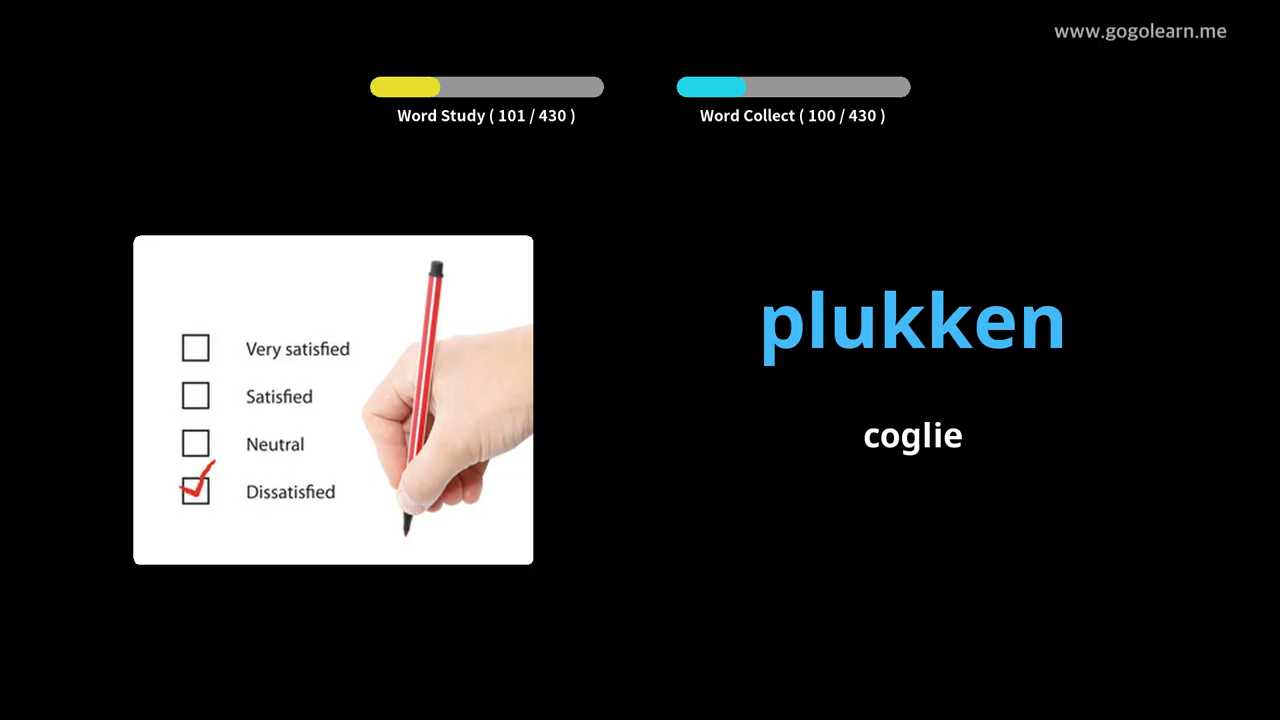 www.gogolearn.me
Word Study ( 101 / 430 )
Word Collect ( 100 / 430 )
Very satisfied
Satisfied
Neutral
Dissatisfied
plukken
coglie